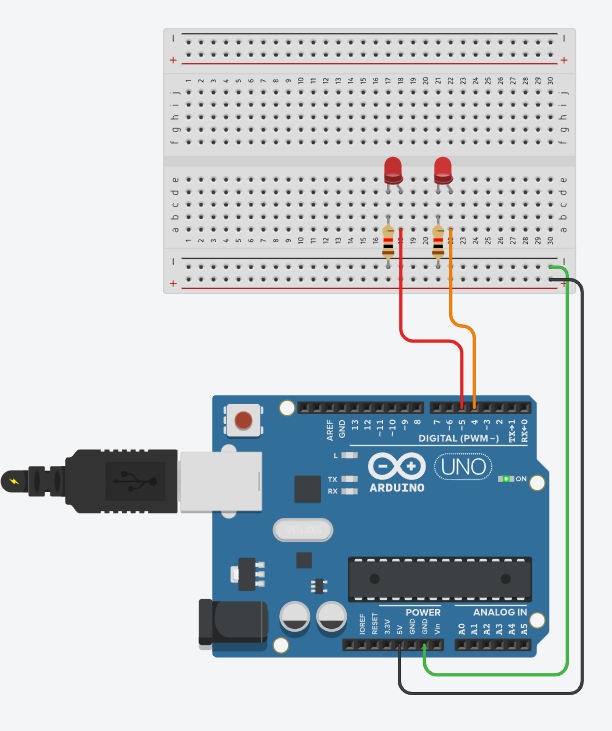 − −
+ +
1 2 3 4 5 6 7 8 9 10 11 12 13 14 15 16 17 18 19 20 21 22 23 24 25 26 27 28 29 30
j j
i i
h h
g g
f f
e e
d d
c c
b b
a a
1 2 3 4 5 6 7 8 9 10 11 12 13 14 15 16 17 18 19 20 21 22 23 24 25 26 27 28 29 30
− −
+ +
AREF GND 13 12 ~11 ~10 ~9 8 7 ~6 ~5 4 ~3 2 TX→1 RX←0
DIGITAL (PWM~)
L
TX
RX
ARDUINO
UNO
ON
POWER ANALOG IN
IOREF RESET 3.3V 5V GND GND Vin A0 A1 A2 A3 A4 A5